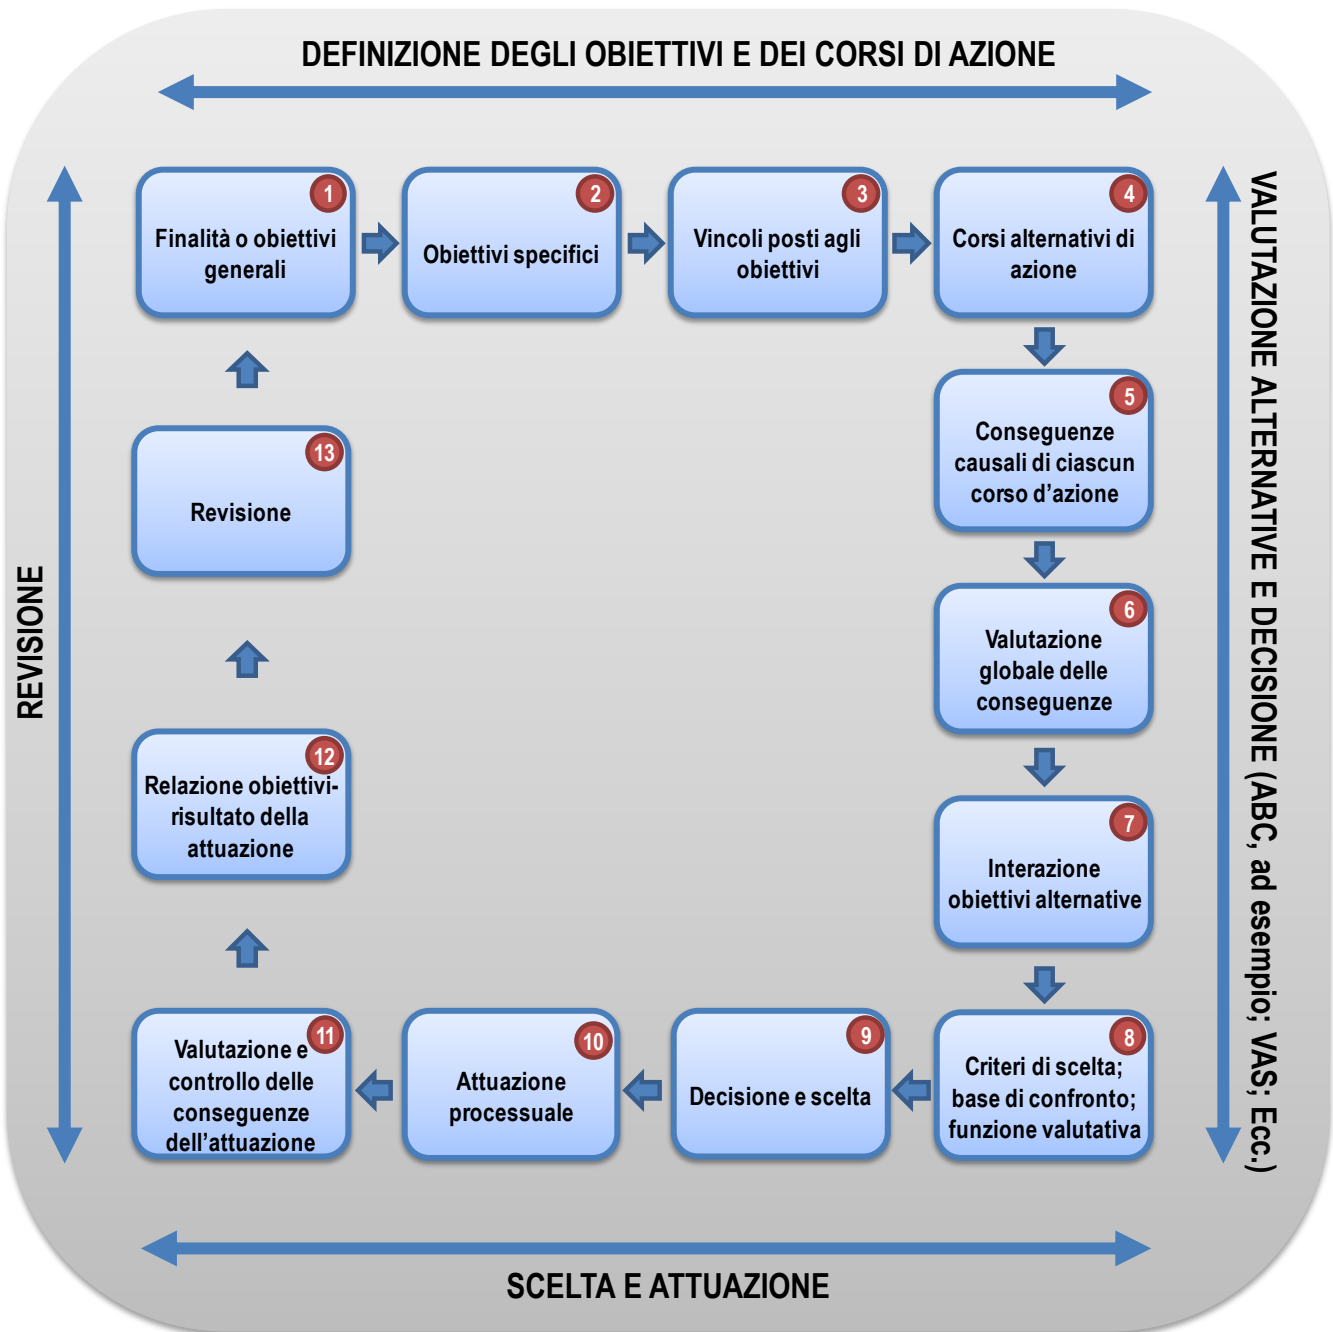 DEFINIZIONE DEGLI OBIETTIVI E DEI CORSI DI AZIONE
1
Finalità o obiettivi
generali
2
Obiettivi specifici
3
Vincoli posti agli
obiettivi
4
Corsi alternativi di
azione
5
Conseguenze
causali di ciascun
corso d'azione
6
Valutazione
globale delle
conseguenze
7
Interazione
obiettivi alternative
8
Criteri di scelta;
base di confronto;
funzione valutativa
9
Decisione e scelta
10
Attuazione
processuale
11
Valutazione e
controllo delle
conseguenze
dell'attuazione
12
Relazione obiettivi-
risultato della
attuazione
13
Revisione
VALUTAZIONE ALTERNATIVE E DECISIONE (ABC, ad esempio; VAS; Ecc.)
SCELTA E ATTUAZIONE
REVISIONE